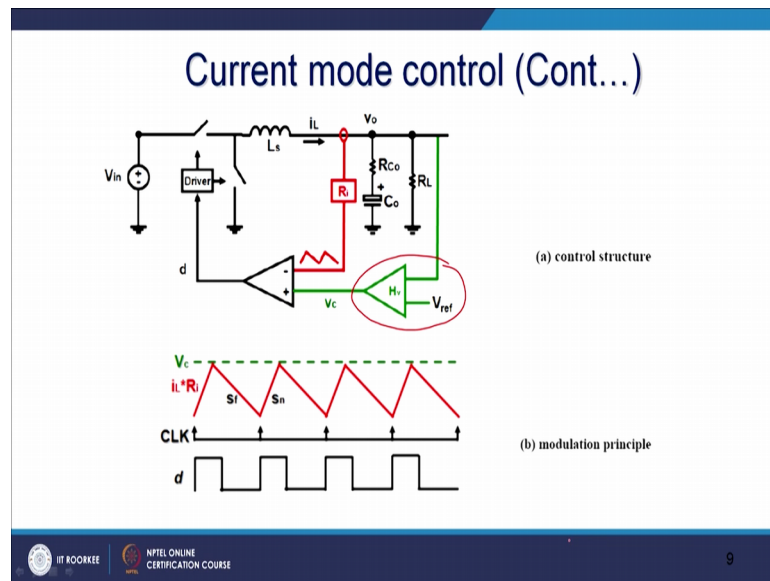 Current mode control (Cont...)
iL
Vo
Ls
RCo
Vin
Driver
Ri
RL
Co
+
d
-
+
Hv
Vc
Vref
(a) control structure
Vc
iL*Ri
Sf
Sn
CLK
(b) modulation principle
d
IIT ROORKEE
NPTEL ONLINE
CERTIFICATION COURSE
9